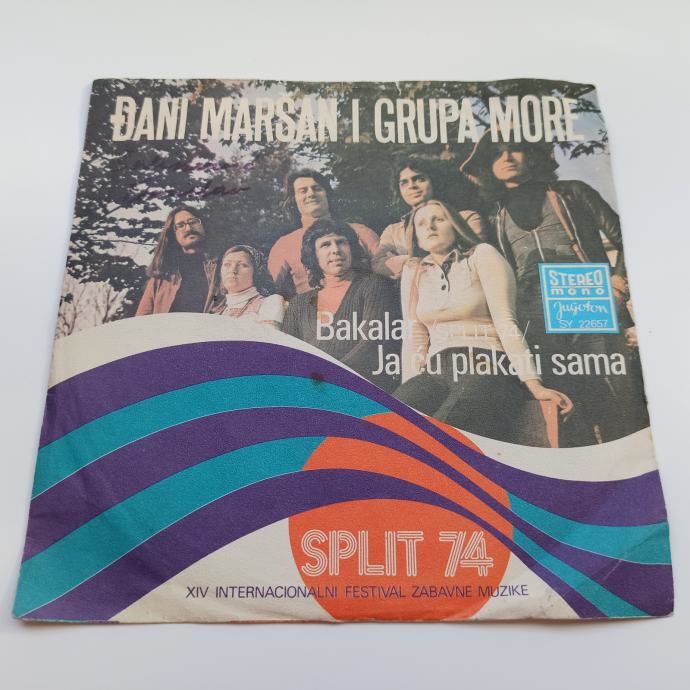 ĐANI MARŠAN I GRUPA MORE
STEREO
mono
Jugoton
SY 22657
Bakalar /SPLIT 74/
Ja ću plakati sama
SPLIT 74
XIV INTERNACIONALNI FESTIVAL ZABAVNE MUZIKE